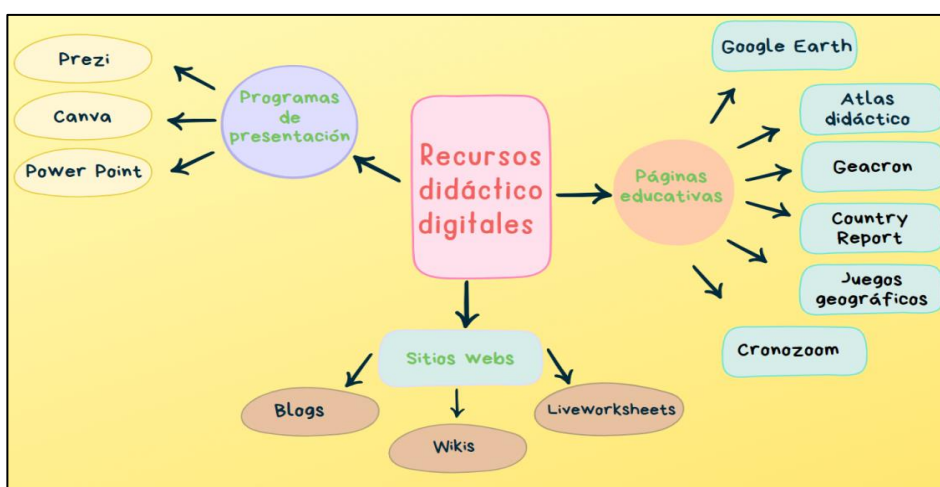 Recursos
didáctico
digitales
Programas
de
presentación
Prezi
Canva
Power Point
Páginas
educativas
Google Earth
Atlas
didáctico
Geacron
Country
Report
Juegos
geográficos
Cronozoom
Sitios webs
Blogs
Wikis
Liveworksheets